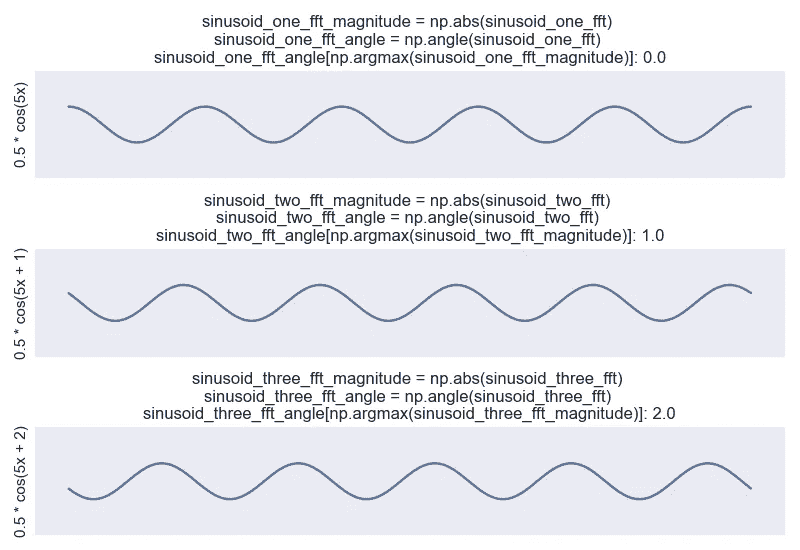 sinusoid_one_fft_magnitude = np.abs(sinusoid_one_fft)
sinusoid_one_fft_angle = np.angle(sinusoid_one_fft)
sinusoid_one_fft_angle[np.argmax(sinusoid_one_fft_magnitude)]: 0.0
0.5 * cos(5x)
sinusoid_two_fft_magnitude = np.abs(sinusoid_two_fft)
sinusoid_two_fft_angle = np.angle(sinusoid_two_fft)
sinusoid_two_fft_angle[np.argmax(sinusoid_two_fft_magnitude)]: 1.0
0.5 * cos(5x + 1)
sinusoid_three_fft_magnitude = np.abs(sinusoid_three_fft)
sinusoid_three_fft_angle = np.angle(sinusoid_three_fft)
sinusoid_three_fft_angle[np.argmax(sinusoid_three_fft_magnitude)]: 2.0
0.5 * cos(5x + 2)